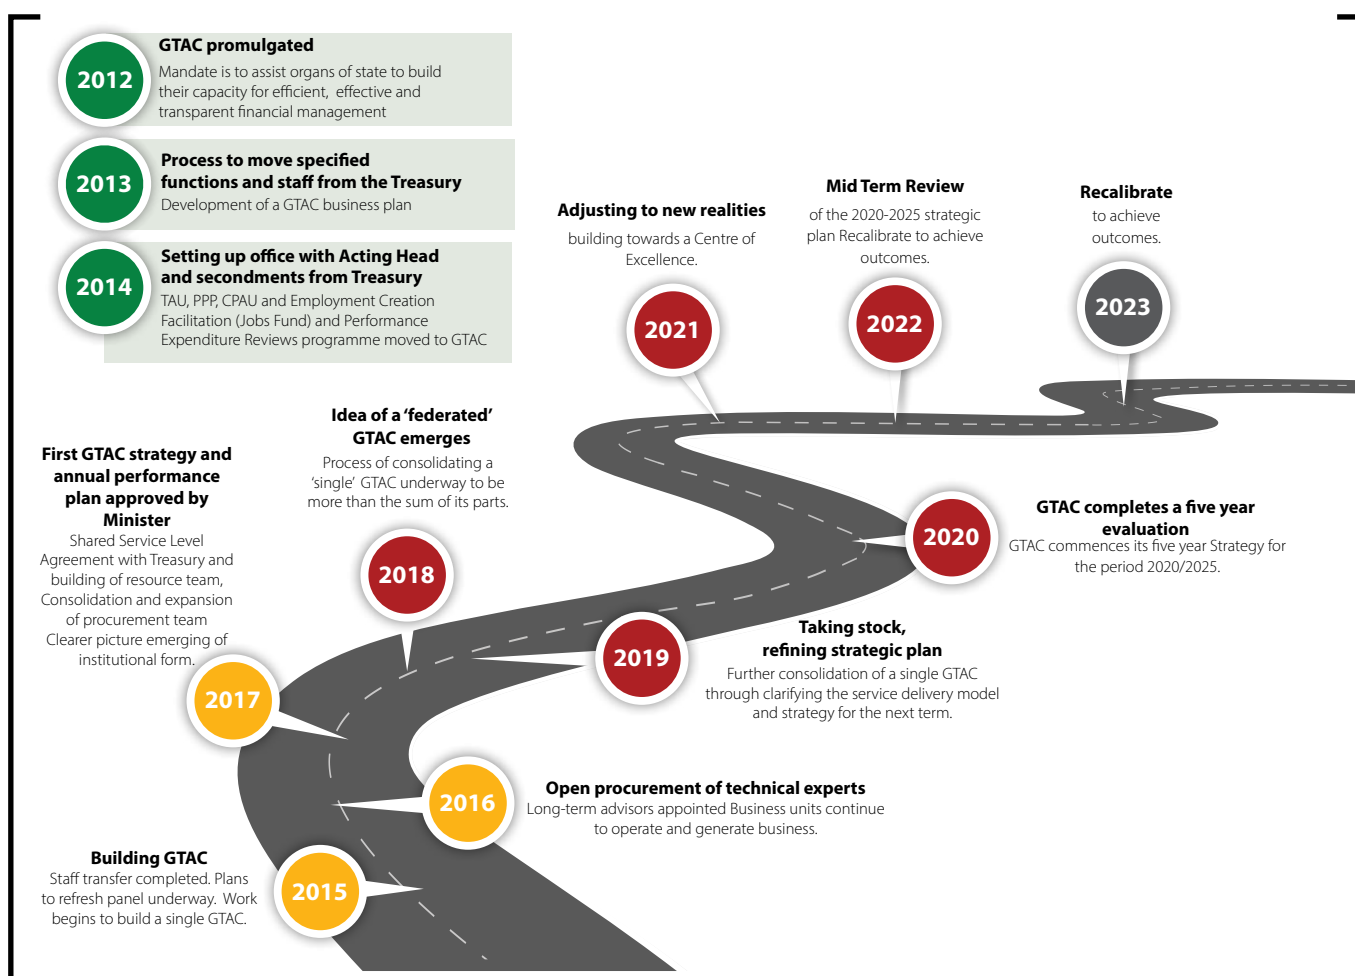 2012
GTAC promulgated
Mandate is to assist organs of state to build
their capacity for efficient, effective and
transparent financial management
2013
Process to move specified
functions and staff from the Treasury
Development of a GTAC business plan
2014
Setting up office with Acting Head
and secondments from Treasury
TAU, PPP, CPAU and Employment Creation
Facilitation (Jobs Fund) and Performance
Expenditure Reviews programme moved to GTAC
Building GTAC
Staff transfer completed. Plans
to refresh panel underway. Work
begins to build a single GTAC.
2015
2016
Open procurement of technical experts
Long-term advisors appointed Business units continue
to operate and generate business.
First GTAC strategy and
annual performance
plan approved by
Minister
Shared Service Level
Agreement with Treasury and
building of resource team,
Consolidation and expansion
of procurement team
Clearer picture emerging of
institutional form.
2017
Idea of a ‘federated’
GTAC emerges
Process of consolidating a
‘single’ GTAC underway to be
more than the sum of its parts.
2018
2019
Taking stock,
refining strategic plan
Further consolidation of a single GTAC
through clarifying the service delivery model
and strategy for the next term.
2020
GTAC completes a five year
evaluation
GTAC commences its five year Strategy for
the period 2020/2025.
Adjusting to new realities
building towards a Centre of
Excellence.
2021
Mid Term Review
of the 2020-2025 strategic
plan Recalibrate to achieve
outcomes.
2022
Recalibrate
to achieve
outcomes.
2023